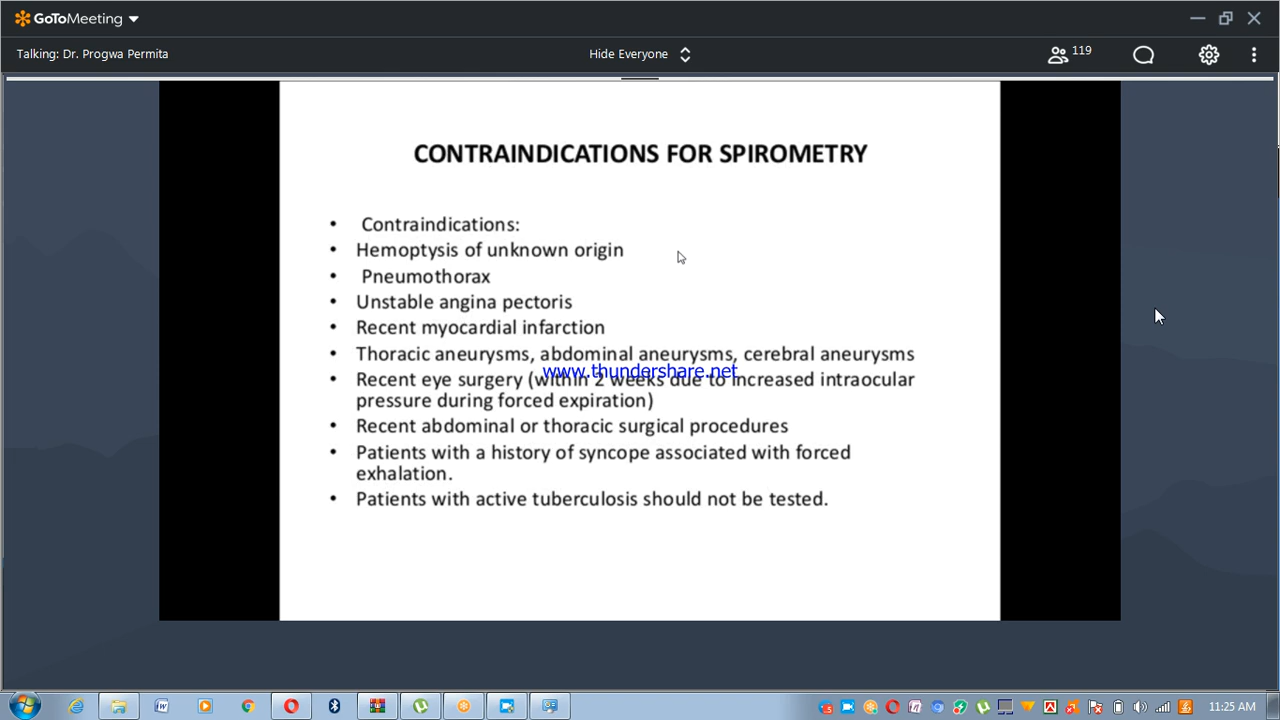 GoToMeeting
Talking: Dr. Progwa Permita
Hide Everyone
119
CONTRAINDICATIONS FOR SPIROMETRY
• Contraindications:
• Hemoptysis of unknown origin
• Pneumothorax
• Unstable angina pectoris
• Recent myocardial infarction
• Thoracic aneurysms, abdominal aneurysms, cerebral aneurysms
www.thundershare.net
• Recent eye surgery (within 2 weeks due to increased intraocular
pressure during forced expiration)
• Recent abdominal or thoracic surgical procedures
• Patients with a history of syncope associated with forced
exhalation.
• Patients with active tuberculosis should not be tested.
11:25 AM